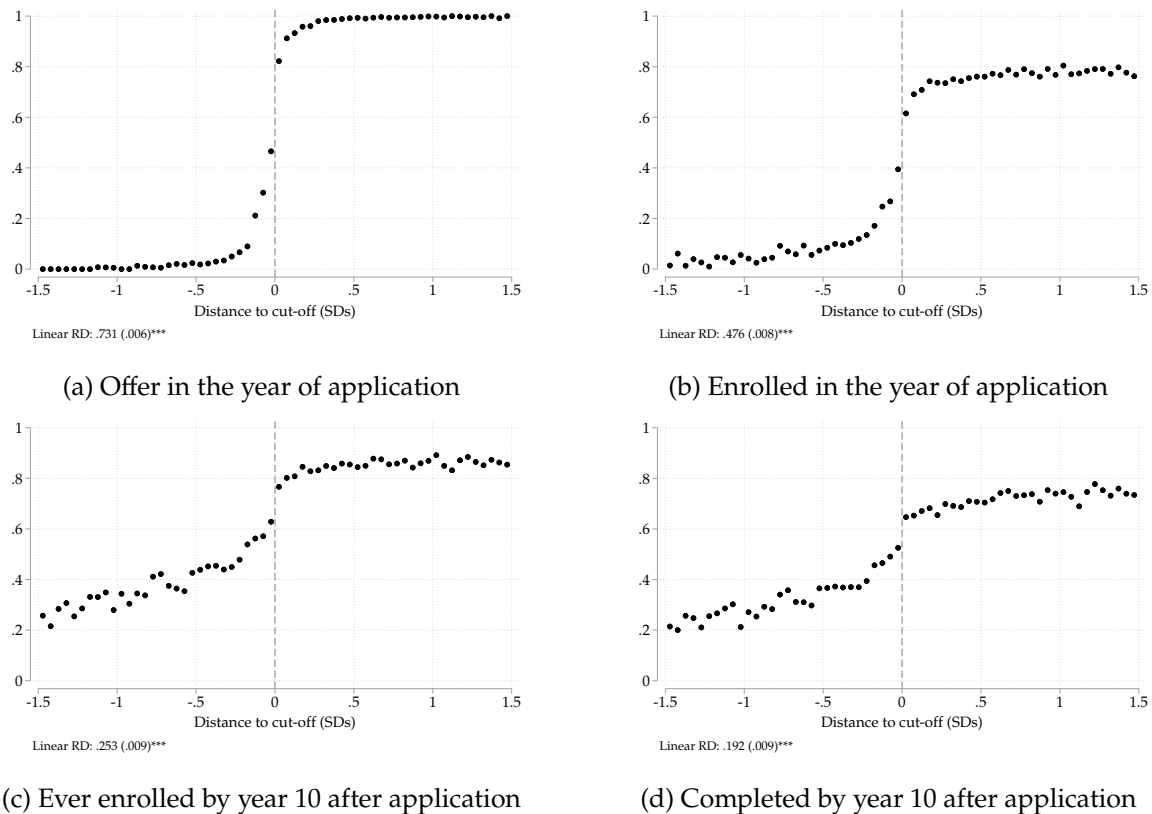 1
.8
.6
.4
.2
0
-1.5 -1 -.5 0 .5 1 1.5
Distance to cut-off (SDs)
Linear RD: .731 (.006)***
(a) Offer in the year of application
1
.8
.6
.4
.2
0
-1.5 -1 -.5 0 .5 1 1.5
Distance to cut-off (SDs)
Linear RD: .476 (.008)***
(b) Enrolled in the year of application
1
.8
.6
.4
.2
0
-1.5 -1 -.5 0 .5 1 1.5
Distance to cut-off (SDs)
Linear RD: .253 (.009)***
(c) Ever enrolled by year 10 after application
1
.8
.6
.4
.2
0
-1.5 -1 -.5 0 .5 1 1.5
Distance to cut-off (SDs)
Linear RD: .192 (.009)***
(d) Completed by year 10 after application